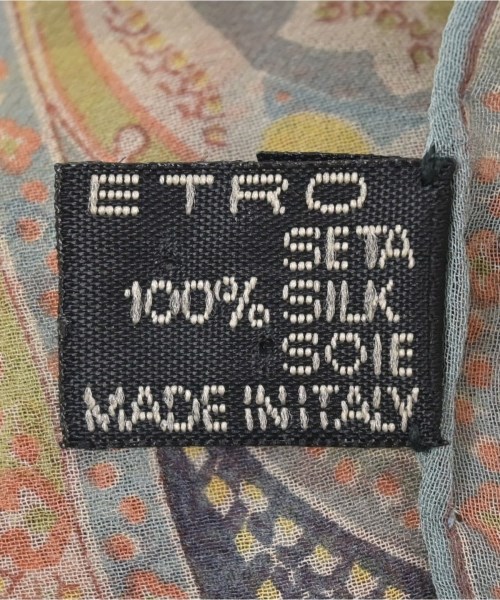 ETRO
SETA
100% SILK
SOIE
MADE IN ITALY